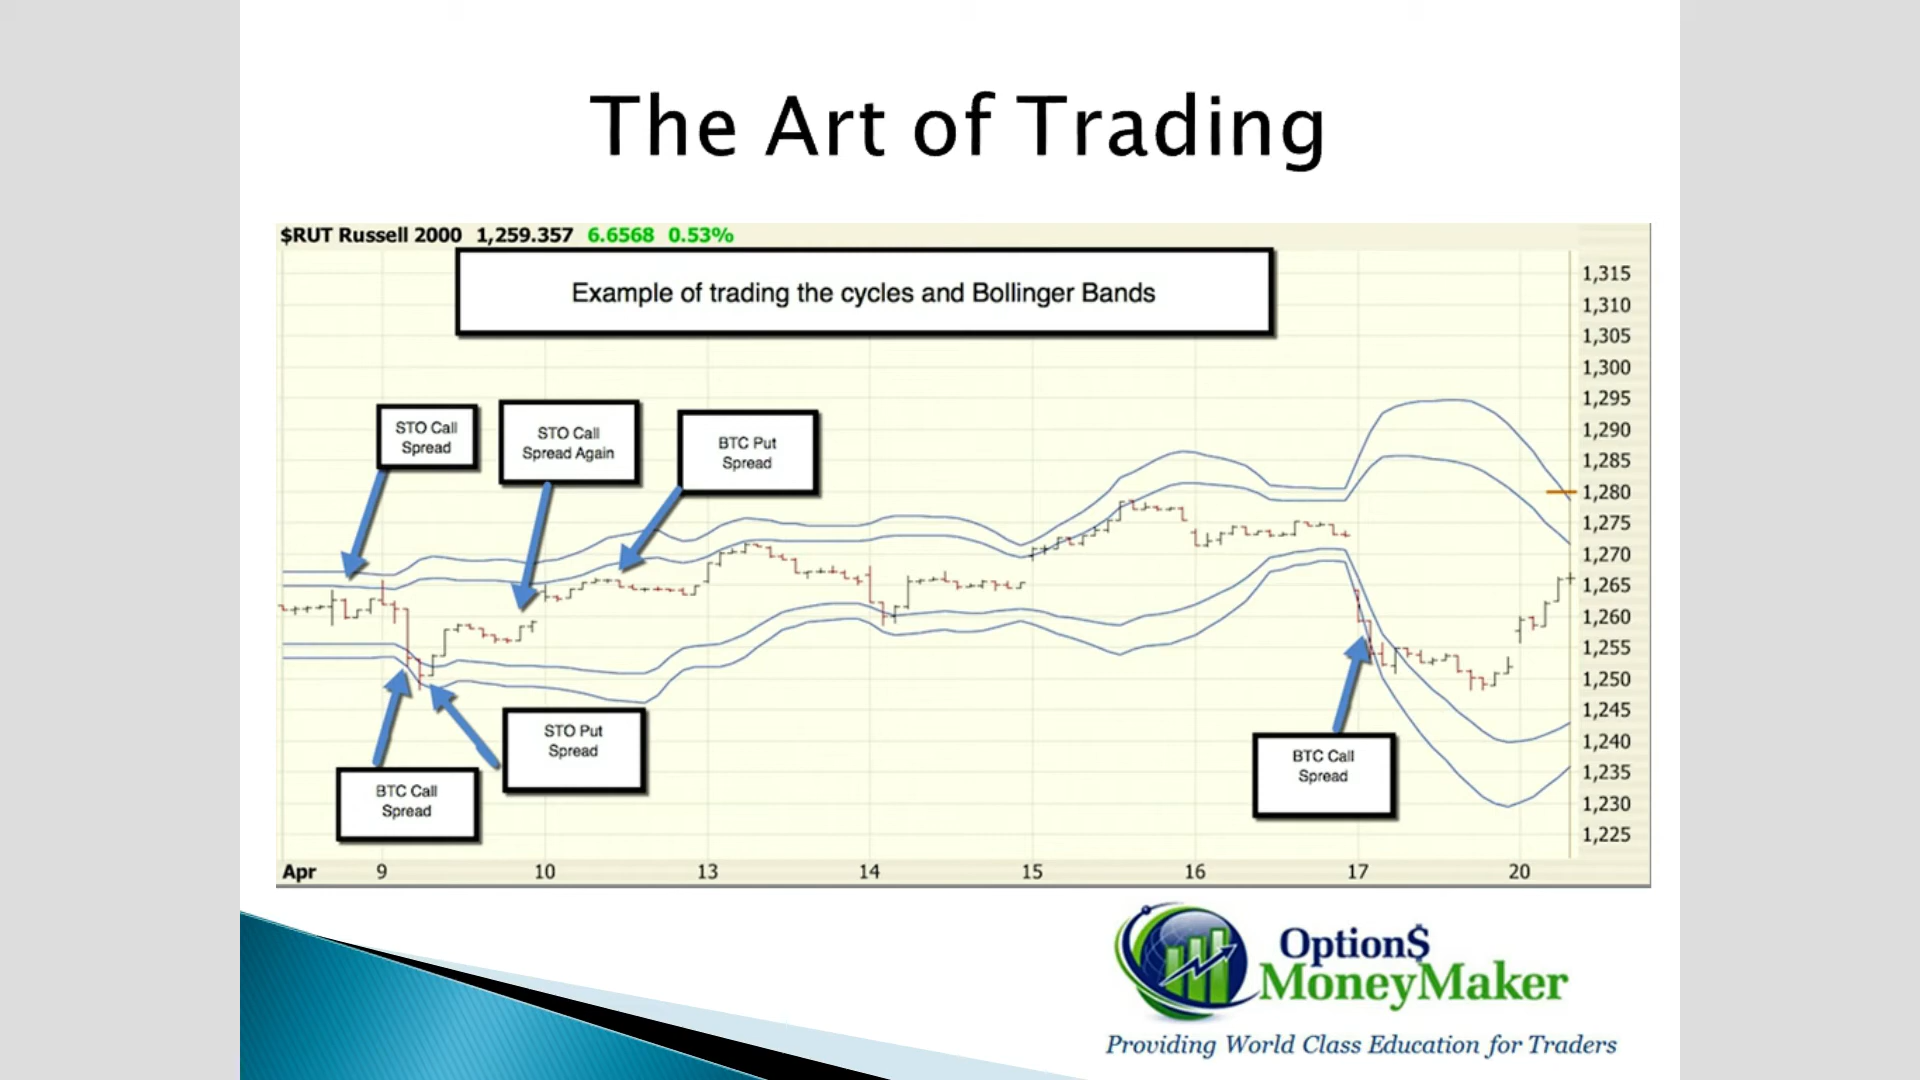 The Art of Trading
$RUT Russell 2000 1,259.357 6.6568 0.53%
Example of trading the cycles and Bollinger Bands
STO Call
Spread
STO Call
Spread Again
BTC Put
Spread
STO Put
Spread
BTC Call
Spread
BTC Call
Spread
1,315
1,310
1,305
1,300
1,295
1,290
1,285
1,280
1,275
1,270
1,265
1,260
1,255
1,250
1,245
1,240
1,235
1,230
1,225
Apr 9 10 13 14 15 16 17 20
Option$
MoneyMaker
Providing World Class Education for Traders